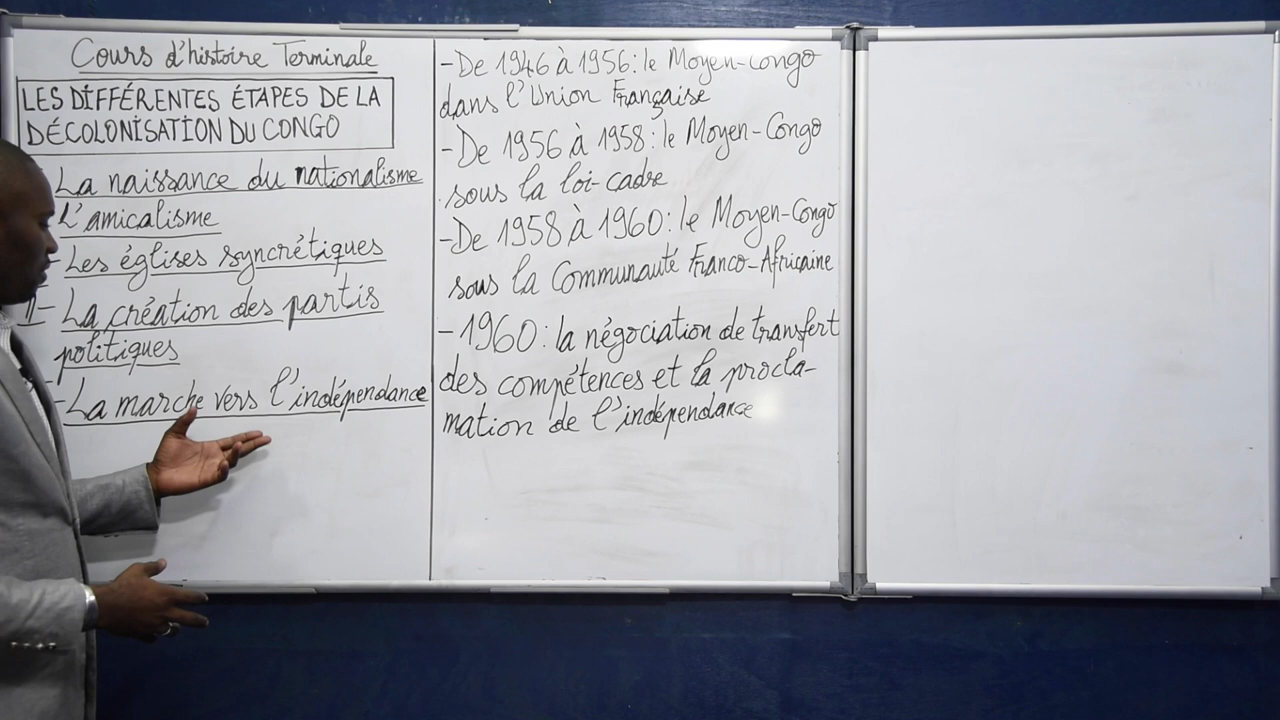 Cours d'histoire Terminale
LES DIFFÉRENTES ÉTAPES DE LA
DÉCOLONISATION DU CONGO
La naissance du nationalisme
L'amicalisme
- Les églises syncrétiques
II- La création des partis
politiques
- La marche vers l'indépendance
- De 1946 à 1956: le Moyen-Congo
dans l'Union Française
- De 1956 à 1958: le Moyen-Congo
sous la loi-cadre
- De 1958 à 1960: le Moyen-Congo
sous la Communauté Franco-Africaine
- 1960: la négociation de transfert
des compétences et la procla-
mation de l'indépendance